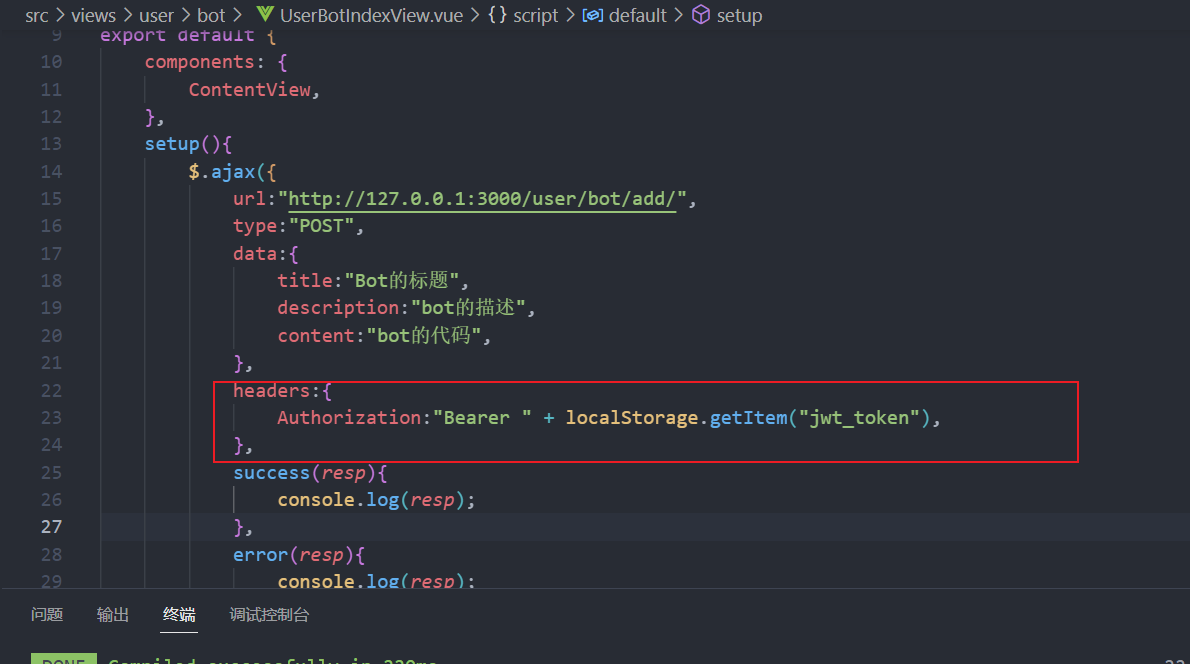 src > views > user > bot > UserBotIndexView.vue > {} script > default > setup
9 export default {
10 components: {
11 ContentView,
12 },
13 setup(){
14 $.ajax({
15 url:"http://127.0.0.1:3000/user/bot/add/",
16 type:"POST",
17 data:{
18 title:"Bot的标题",
19 description:"bot的描述",
20 content:"bot的代码",
21 },
22 headers:{
23 Authorization:"Bearer " + localStorage.getItem("jwt_token"),
24 },
25 success(resp){
26 console.log(resp);
27 },
28 error(resp){
29 console.log(resp);
问题 输出 终端 调试控制台
DONE Compiled successfully in 220ms